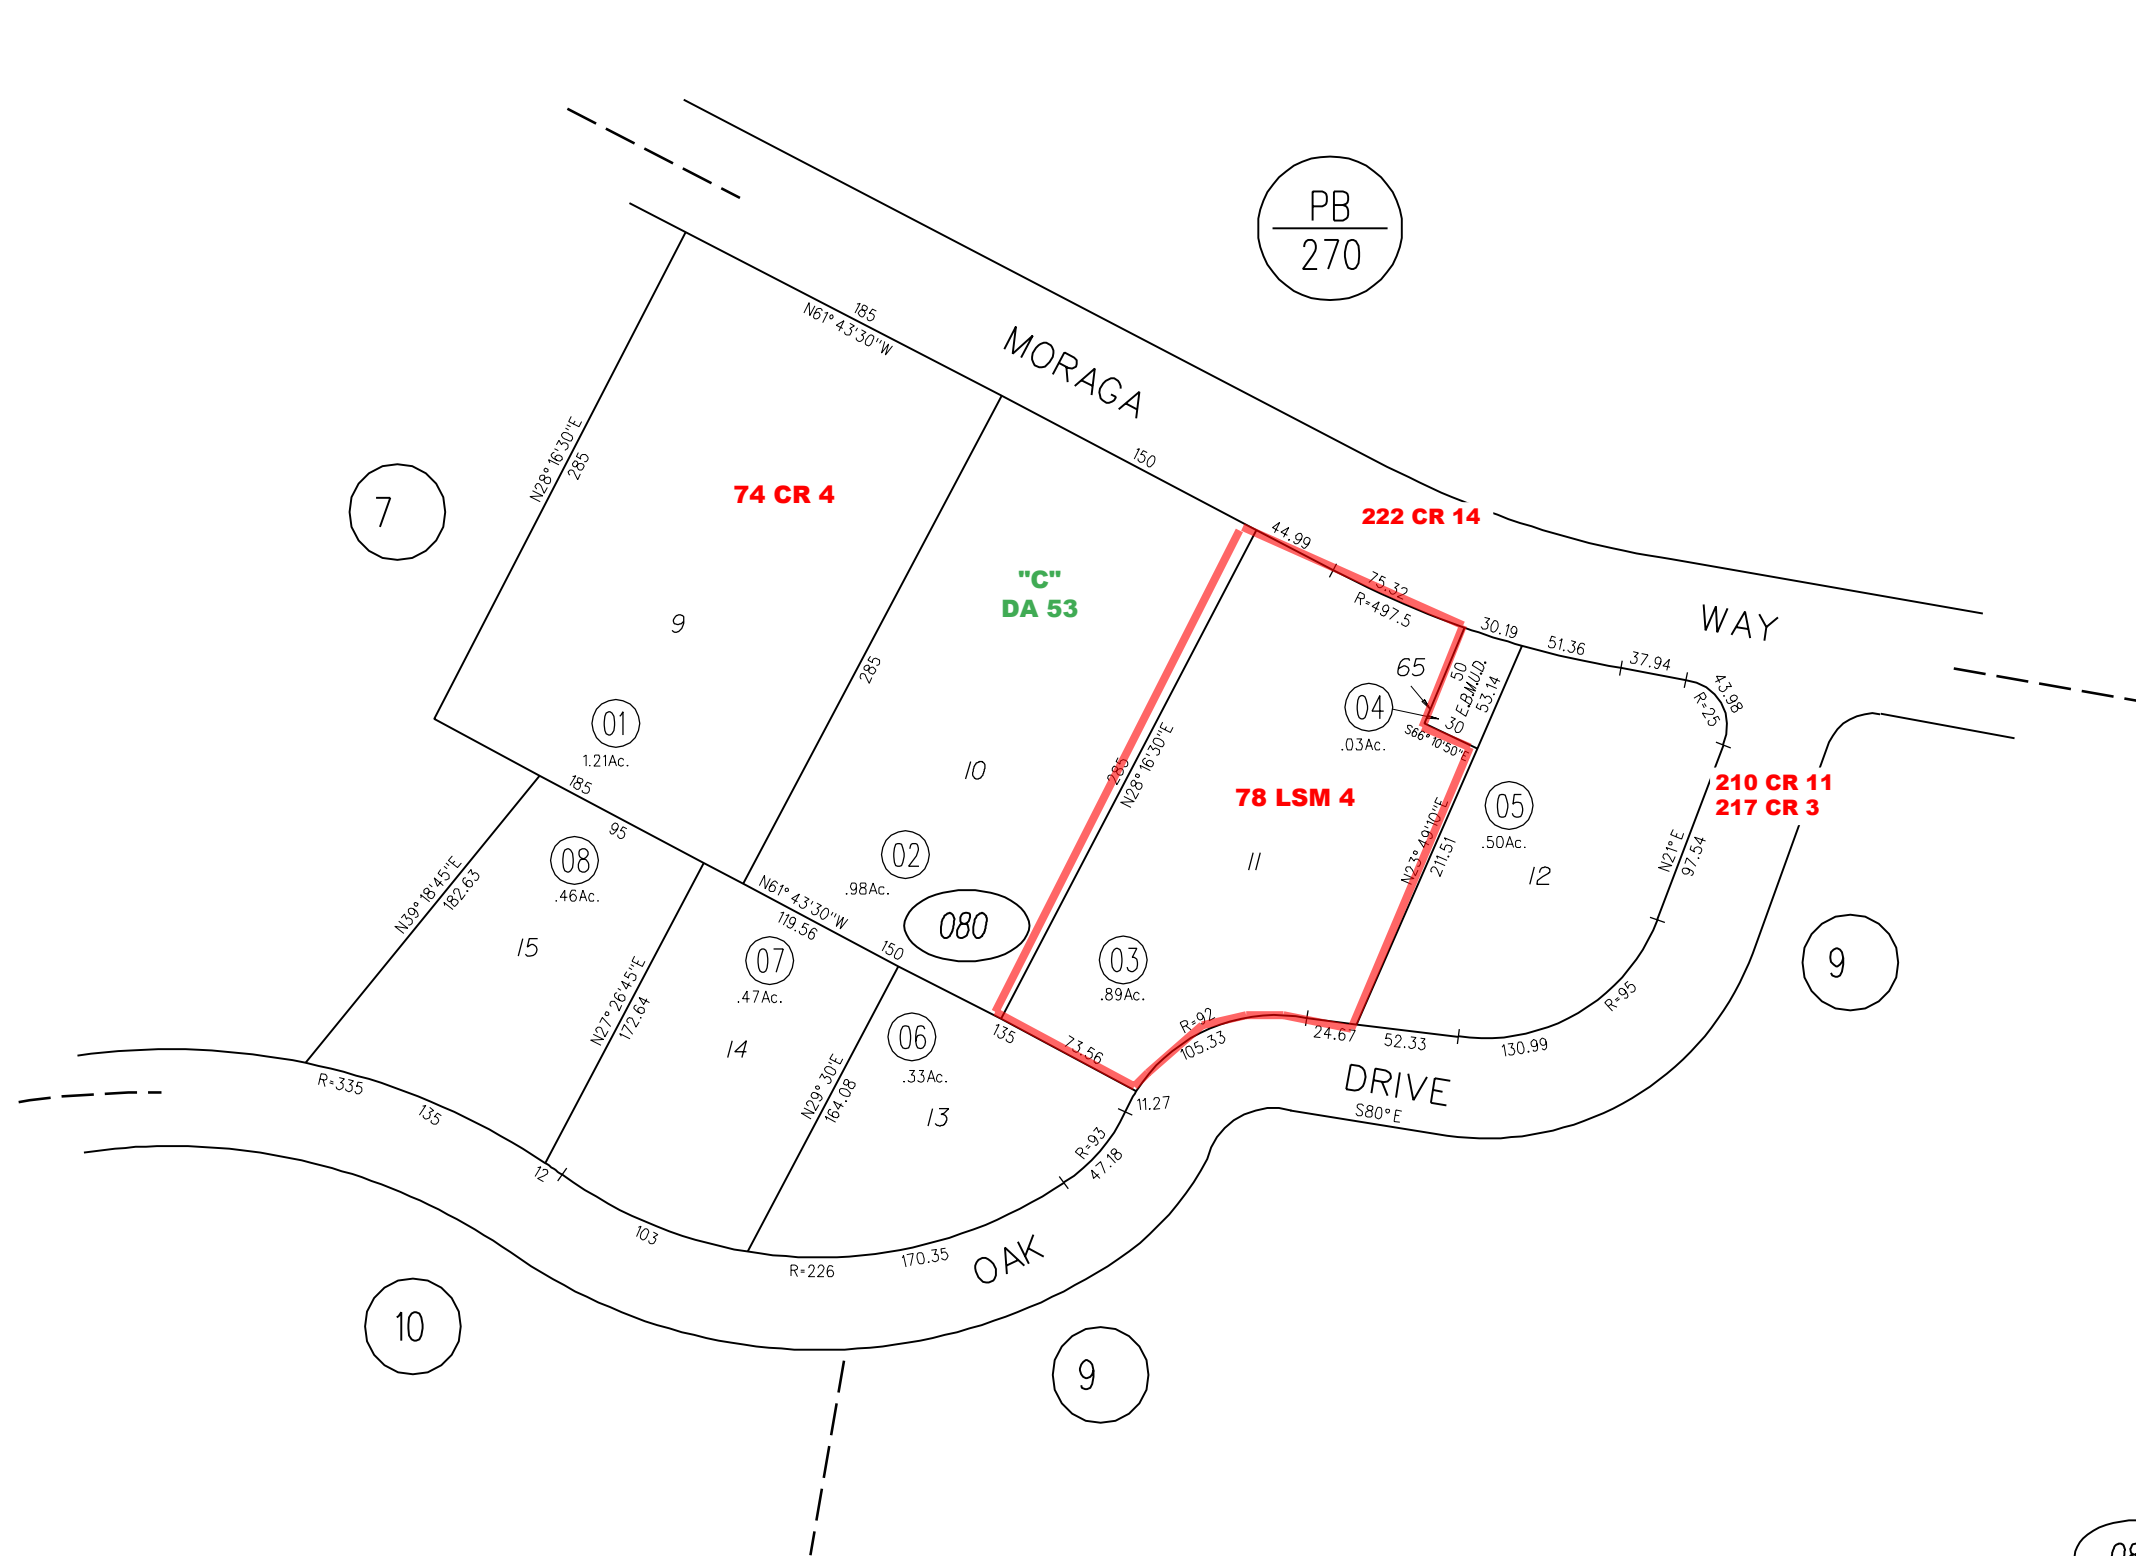 PB
270
MORAGA
WAY
185
N61°43'30"W
150
44.99
75.32
R=497.5
222 CR 14
30.19
51.36
37.94
43.98
R=25
N28°16'30"E
285
7
74 CR 4
9
01
1.21Ac.
"C"
DA 53
285
10
02
.98Ac.
080
285
N28°16'30"E
65
04
.03Ac.
50
E.B.M.U.D.
53.14
30
S66°10'50"E
78 LSM 4
11
03
.89Ac.
N23°49'10"E
211.51
05
.50Ac.
12
210 CR 11
217 CR 3
N21°E
97.54
R=95
9
185
95
08
.46Ac.
15
N39°18'45"E
182.63
N61°43'30"W
119.56
150
07
.47Ac.
14
N27°26'45"E
172.64
06
.33Ac.
13
N29°30'E
164.08
135
73.56
R=92
105.33
24.67
52.33
130.99
DRIVE
S80°E
11.27
R=93
47.18
R=335
135
12
103
R=226
170.35
OAK
10
9
08